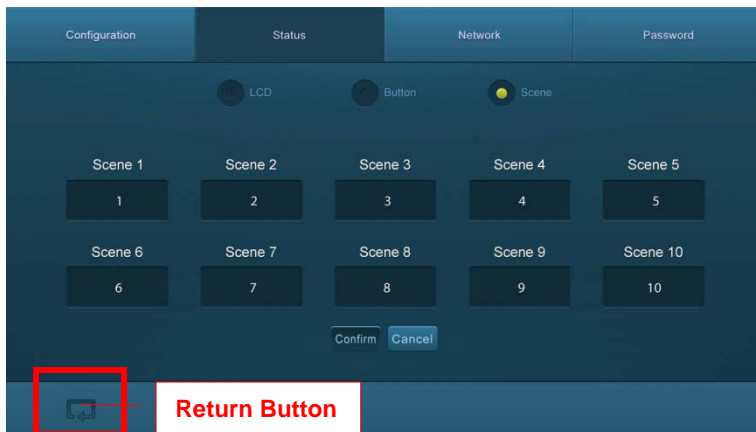 Configuration Status Network Password
LCD Button Scene
Scene 1 Scene 2 Scene 3 Scene 4 Scene 5
1 2 3 4 5
Scene 6 Scene 7 Scene 8 Scene 9 Scene 10
6 7 8 9 10
Confirm Cancel
Return Button